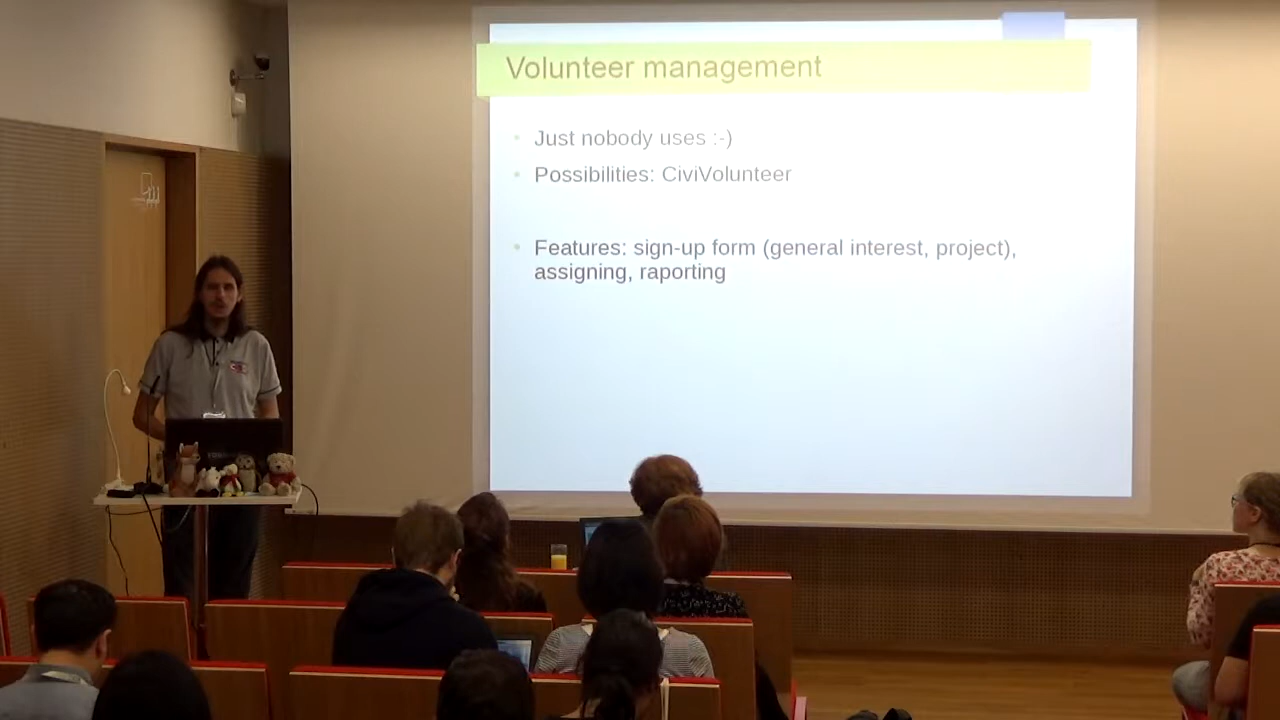 Volunteer management
Just nobody uses :-)
Possibilities: CiviVolunteer
Features: sign-up form (general interest, project),
assigning, raporting